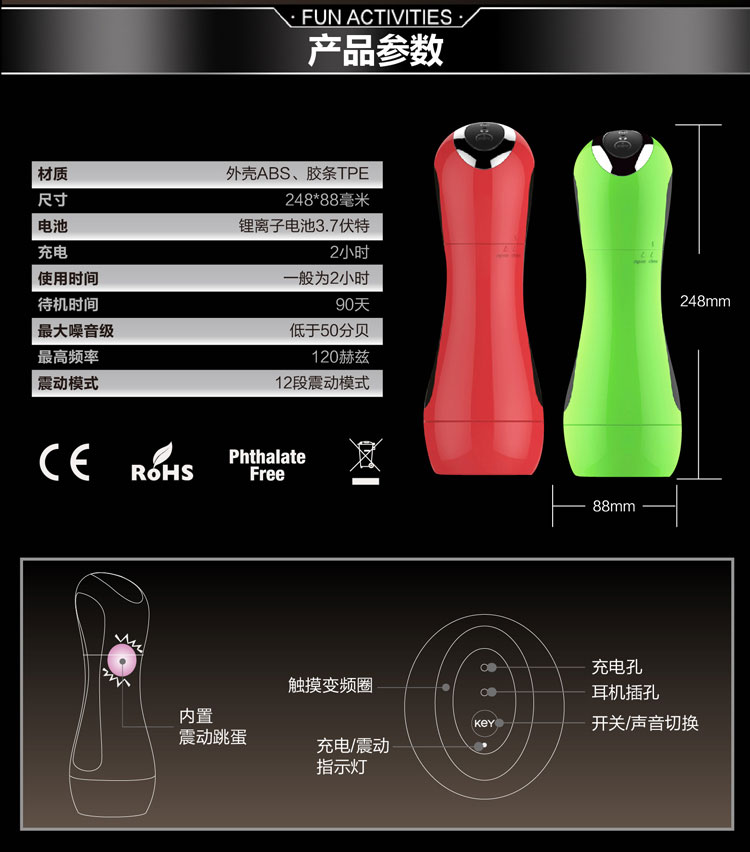 · FUN ACTIVITIES ·
产品参数
材质 外壳ABS、胶条TPE
尺寸 248*88毫米
电池 锂离子电池3.7伏特
充电 2小时
使用时间 一般为2小时
待机时间 90天
最大噪音级 低于50分贝
最高频率 120赫兹
震动模式 12段震动模式
248mm
88mm
CE
RoHS
Phthalate
Free
内置
震动跳蛋
触摸变频圈
充电/震动
指示灯
KEY
充电孔
耳机插孔
开关/声音切换